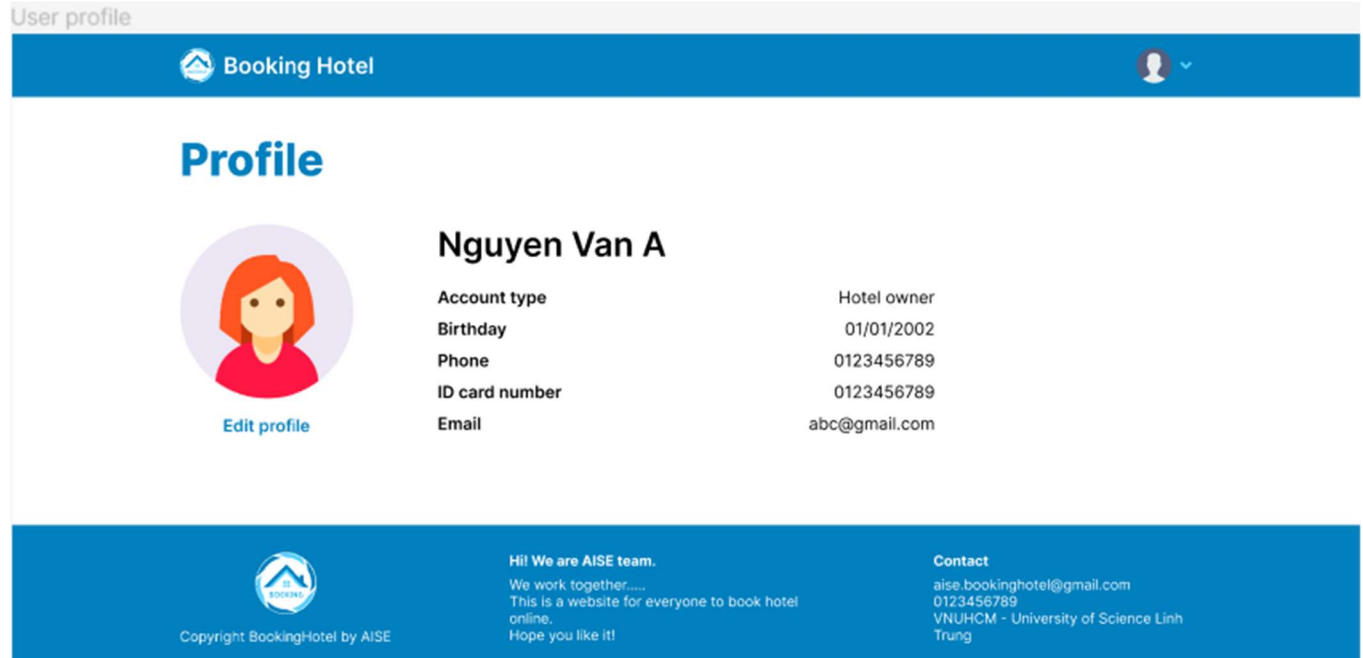 User profile
Booking Hotel
Profile
Nguyen Van A
Account type Hotel owner
Birthday 01/01/2002
Phone 0123456789
ID card number 0123456789
Email abc@gmail.com
Edit profile
BOOKING
Copyright BookingHotel by AISE
Hi! We are AISE team.
We work together.....
This is a website for everyone to book hotel
online.
Hope you like it!
Contact
aise.bookinghotel@gmail.com
0123456789
VNUHCM - University of Science Linh
Trung